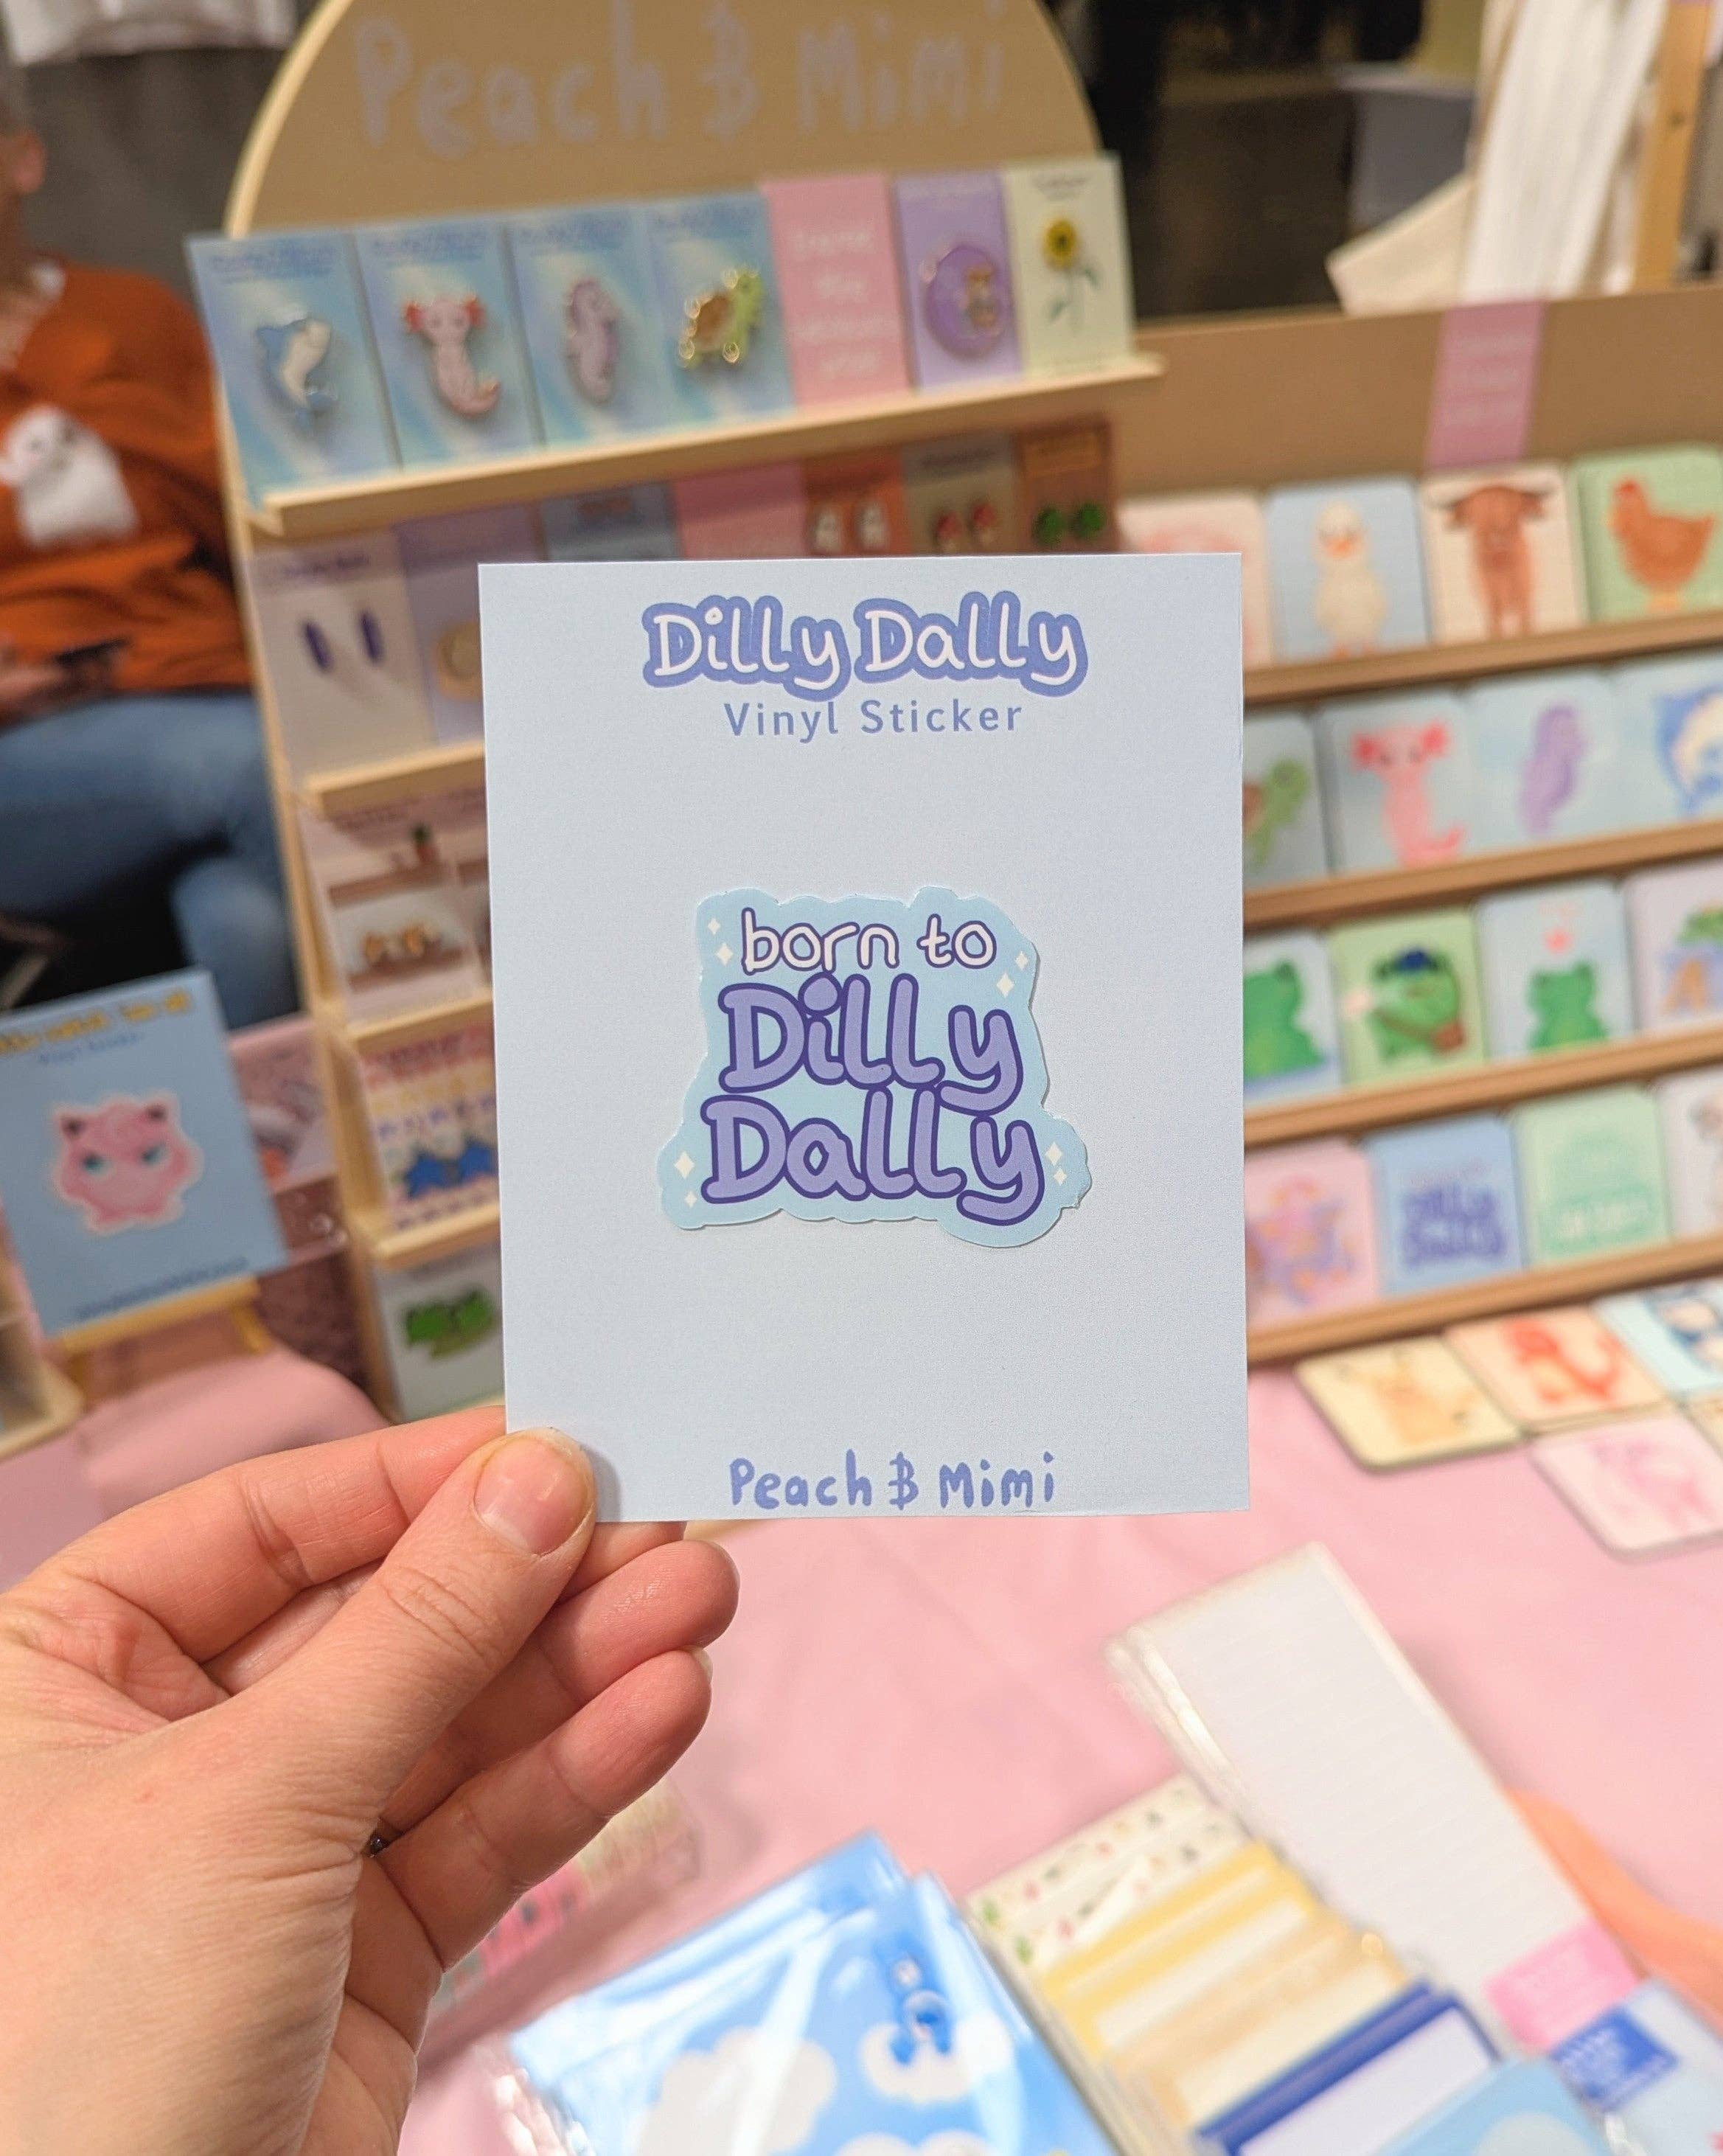 Peach & Mimi
Dilly Dally
Vinyl Sticker
born to
Dilly
Dally
Peach & Mimi